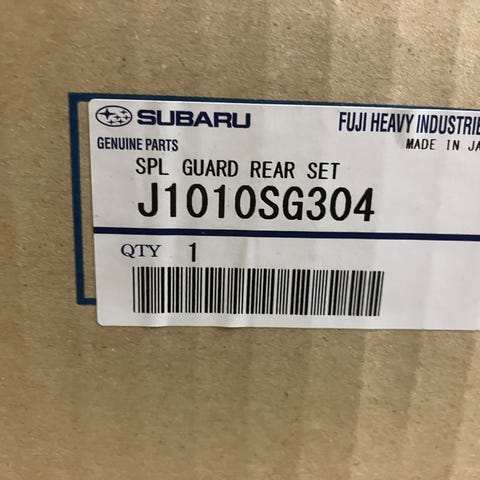 SUBARU
FUJI HEAVY INDUSTRIE
GENUINE PARTS
MADE IN JA
SPL GUARD REAR SET
J1010SG304
QTY 1